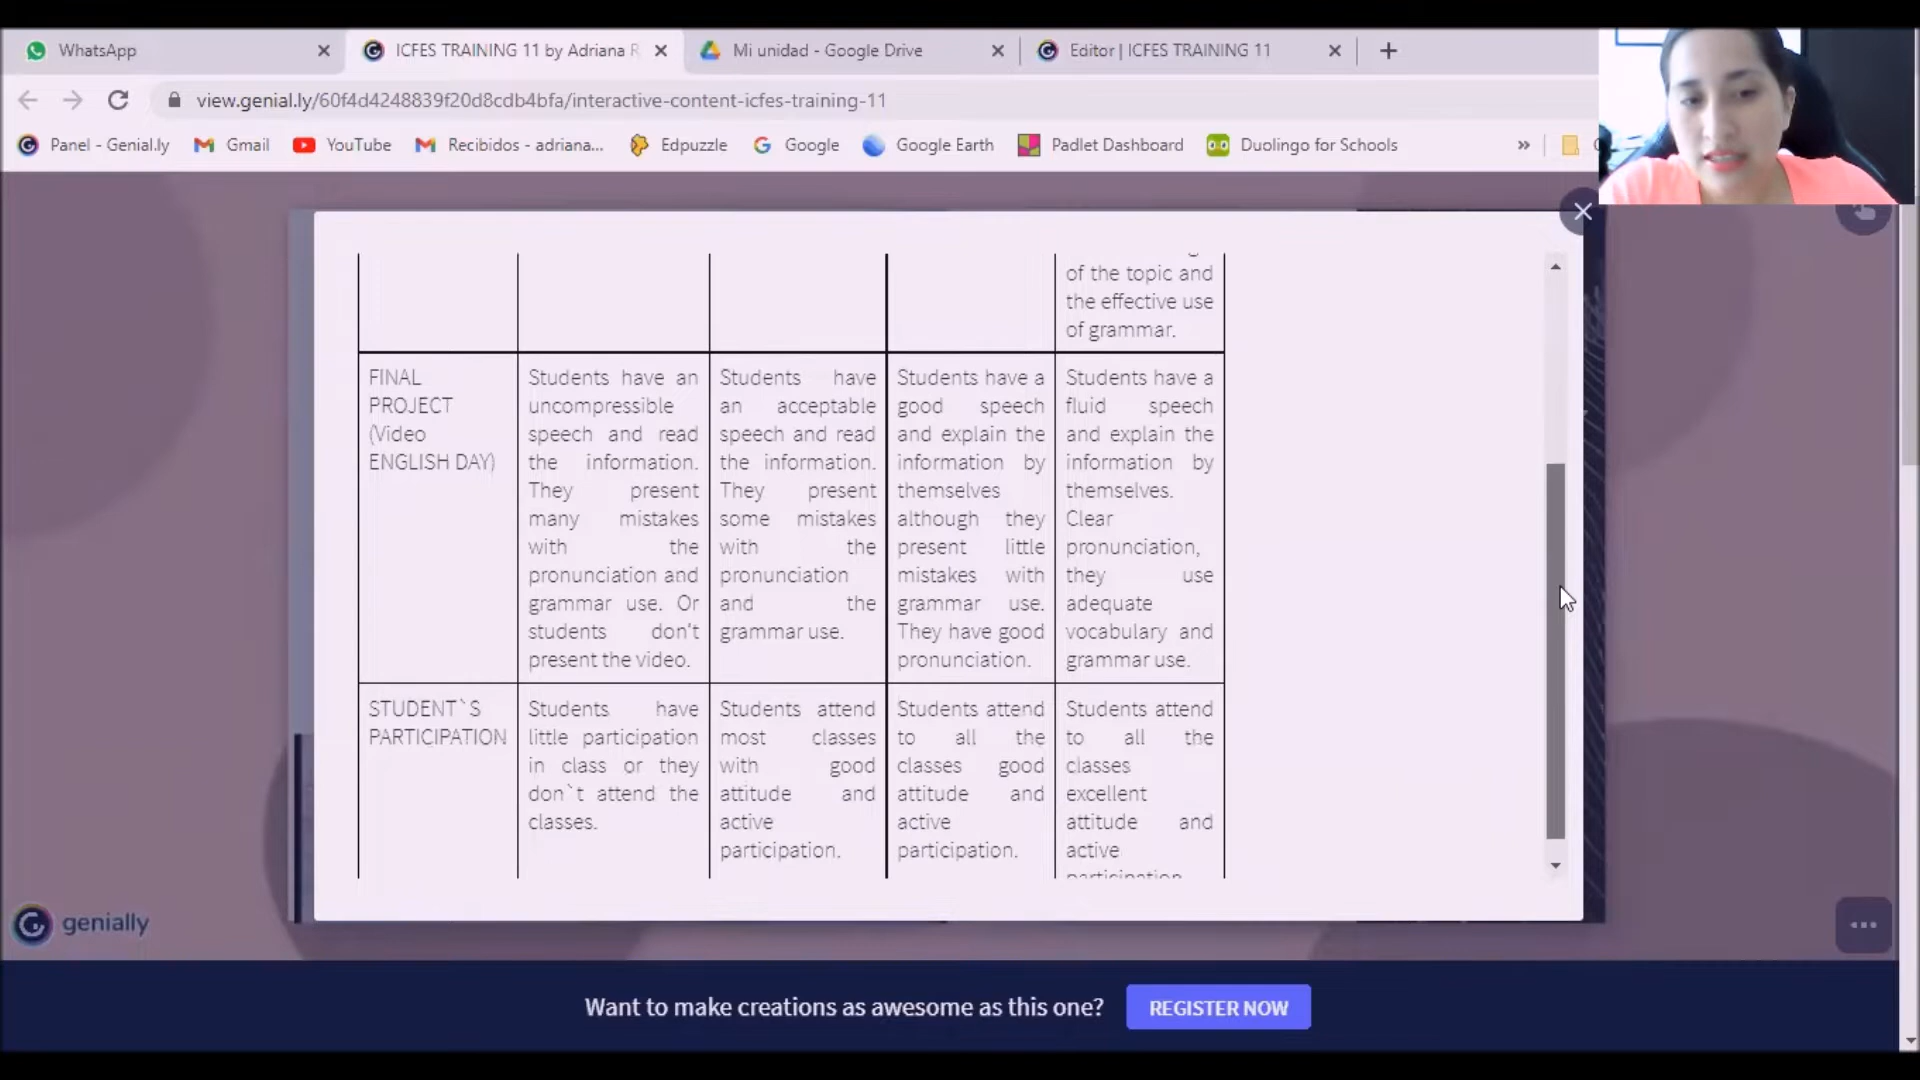 WhatsApp
ICFES TRAINING 11 by Adriana R
Mi unidad - Google Drive
Editor | ICFES TRAINING 11
view.genial.ly/60f4d4248839f20d8cdb4bfa/interactive-content-icfes-training-11
Panel - Genial.ly
Gmail
YouTube
Recibidos - adriana...
Edpuzzle
Google
Google Earth
Padlet Dashboard
Duolingo for Schools
»
of the topic and
the effective use
of grammar.
FINAL
PROJECT
(Video
ENGLISH DAY)
Students have an
uncompressible
speech and read
the information.
They present
many mistakes
with the
pronunciation and
grammar use. Or
students don't
present the video.
Students have
an acceptable
speech and read
the information.
They present
some mistakes
with the
pronunciation
and the
grammar use.
Students have a
good speech
and explain the
information by
themselves
although they
present little
mistakes with
grammar use.
They have good
pronunciation.
Students have a
fluid speech
and explain the
information by
themselves.
Clear
pronunciation,
they use
adequate
vocabulary and
grammar use.
STUDENT`S
PARTICIPATION
Students have
little participation
in class or they
don`t attend the
classes.
Students attend
most classes
with good
attitude and
active
participation.
Students attend
to all the
classes good
attitude and
active
participation.
Students attend
to all the
classes
excellent
attitude and
active
participation
genially
Want to make creations as awesome as this one?
REGISTER NOW